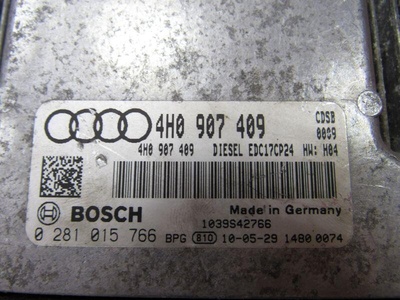 4H0 907 409 CDSB
0009
4H0 907 409 DIESEL EDC17CP24 HW: H04
BOSCH Made in Germany
1039S42766
0 281 015 766 BPG 810 10-05-29 1480 0074